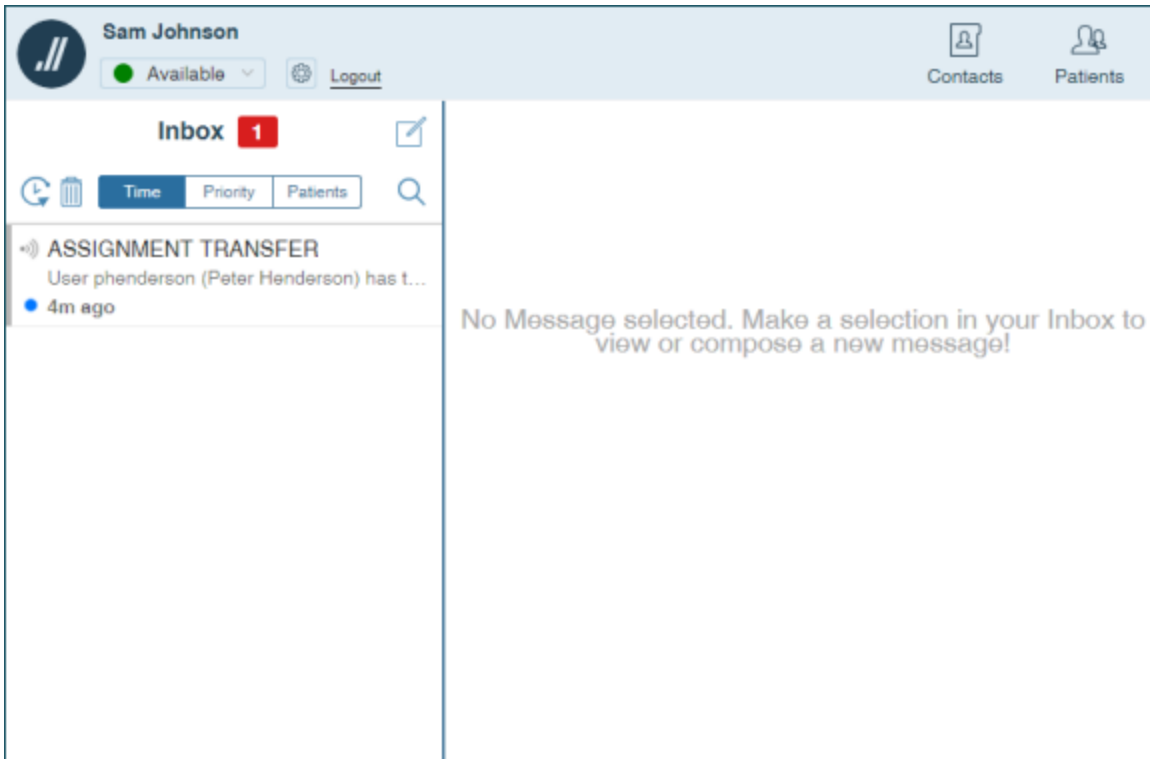 Sam Johnson
Available
Logout
Contacts
Patients
Inbox 1
Time Priority Patients
ASSIGNMENT TRANSFER
User phenderson (Peter Henderson) has t...
4m ago
No Message selected. Make a selection in your Inbox to
view or compose a new message!